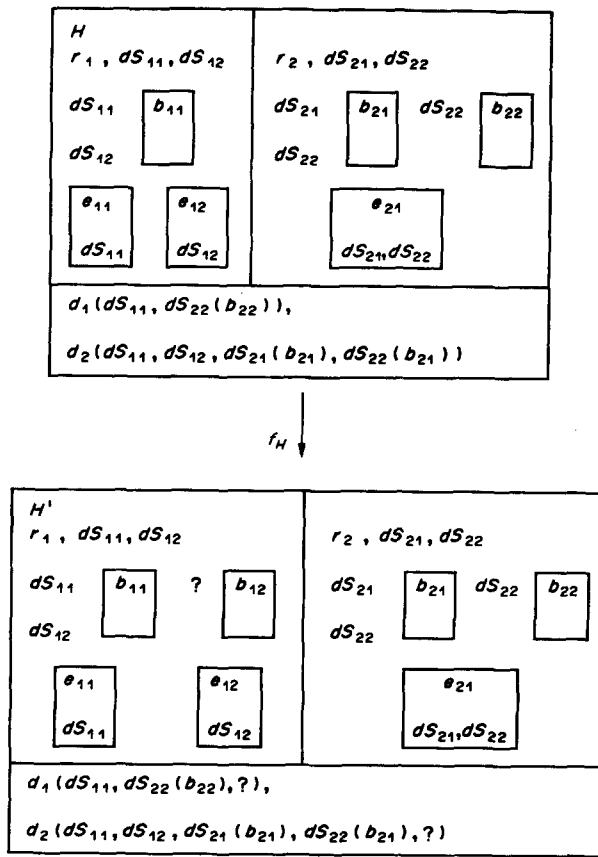 H
r₁ , dS₁₁, dS₁₂
r₂ , dS₂₁, dS₂₂
dS₁₁ b₁₁
dS₁₂
dS₂₁ b₂₁ dS₂₂ b₂₂
dS₂₂
e₁₁
dS₁₁
e₁₂
dS₁₂
e₂₁
dS₂₁, dS₂₂
d₁(dS₁₁, dS₂₂(b₂₂)),
d₂(dS₁₁, dS₁₂, dS₂₁(b₂₁), dS₂₂(b₂₁))
f_H
H'
r₁ , dS₁₁, dS₁₂
r₂ , dS₂₁, dS₂₂
dS₁₁ b₁₁ ? b₁₂
dS₁₂
dS₂₁ b₂₁ dS₂₂ b₂₂
dS₂₂
e₁₁
dS₁₁
e₁₂
dS₁₂
e₂₁
dS₂₁, dS₂₂
d₁(dS₁₁, dS₂₂(b₂₂), ?),
d₂(dS₁₁, dS₁₂, dS₂₁(b₂₁), dS₂₂(b₂₁), ?)